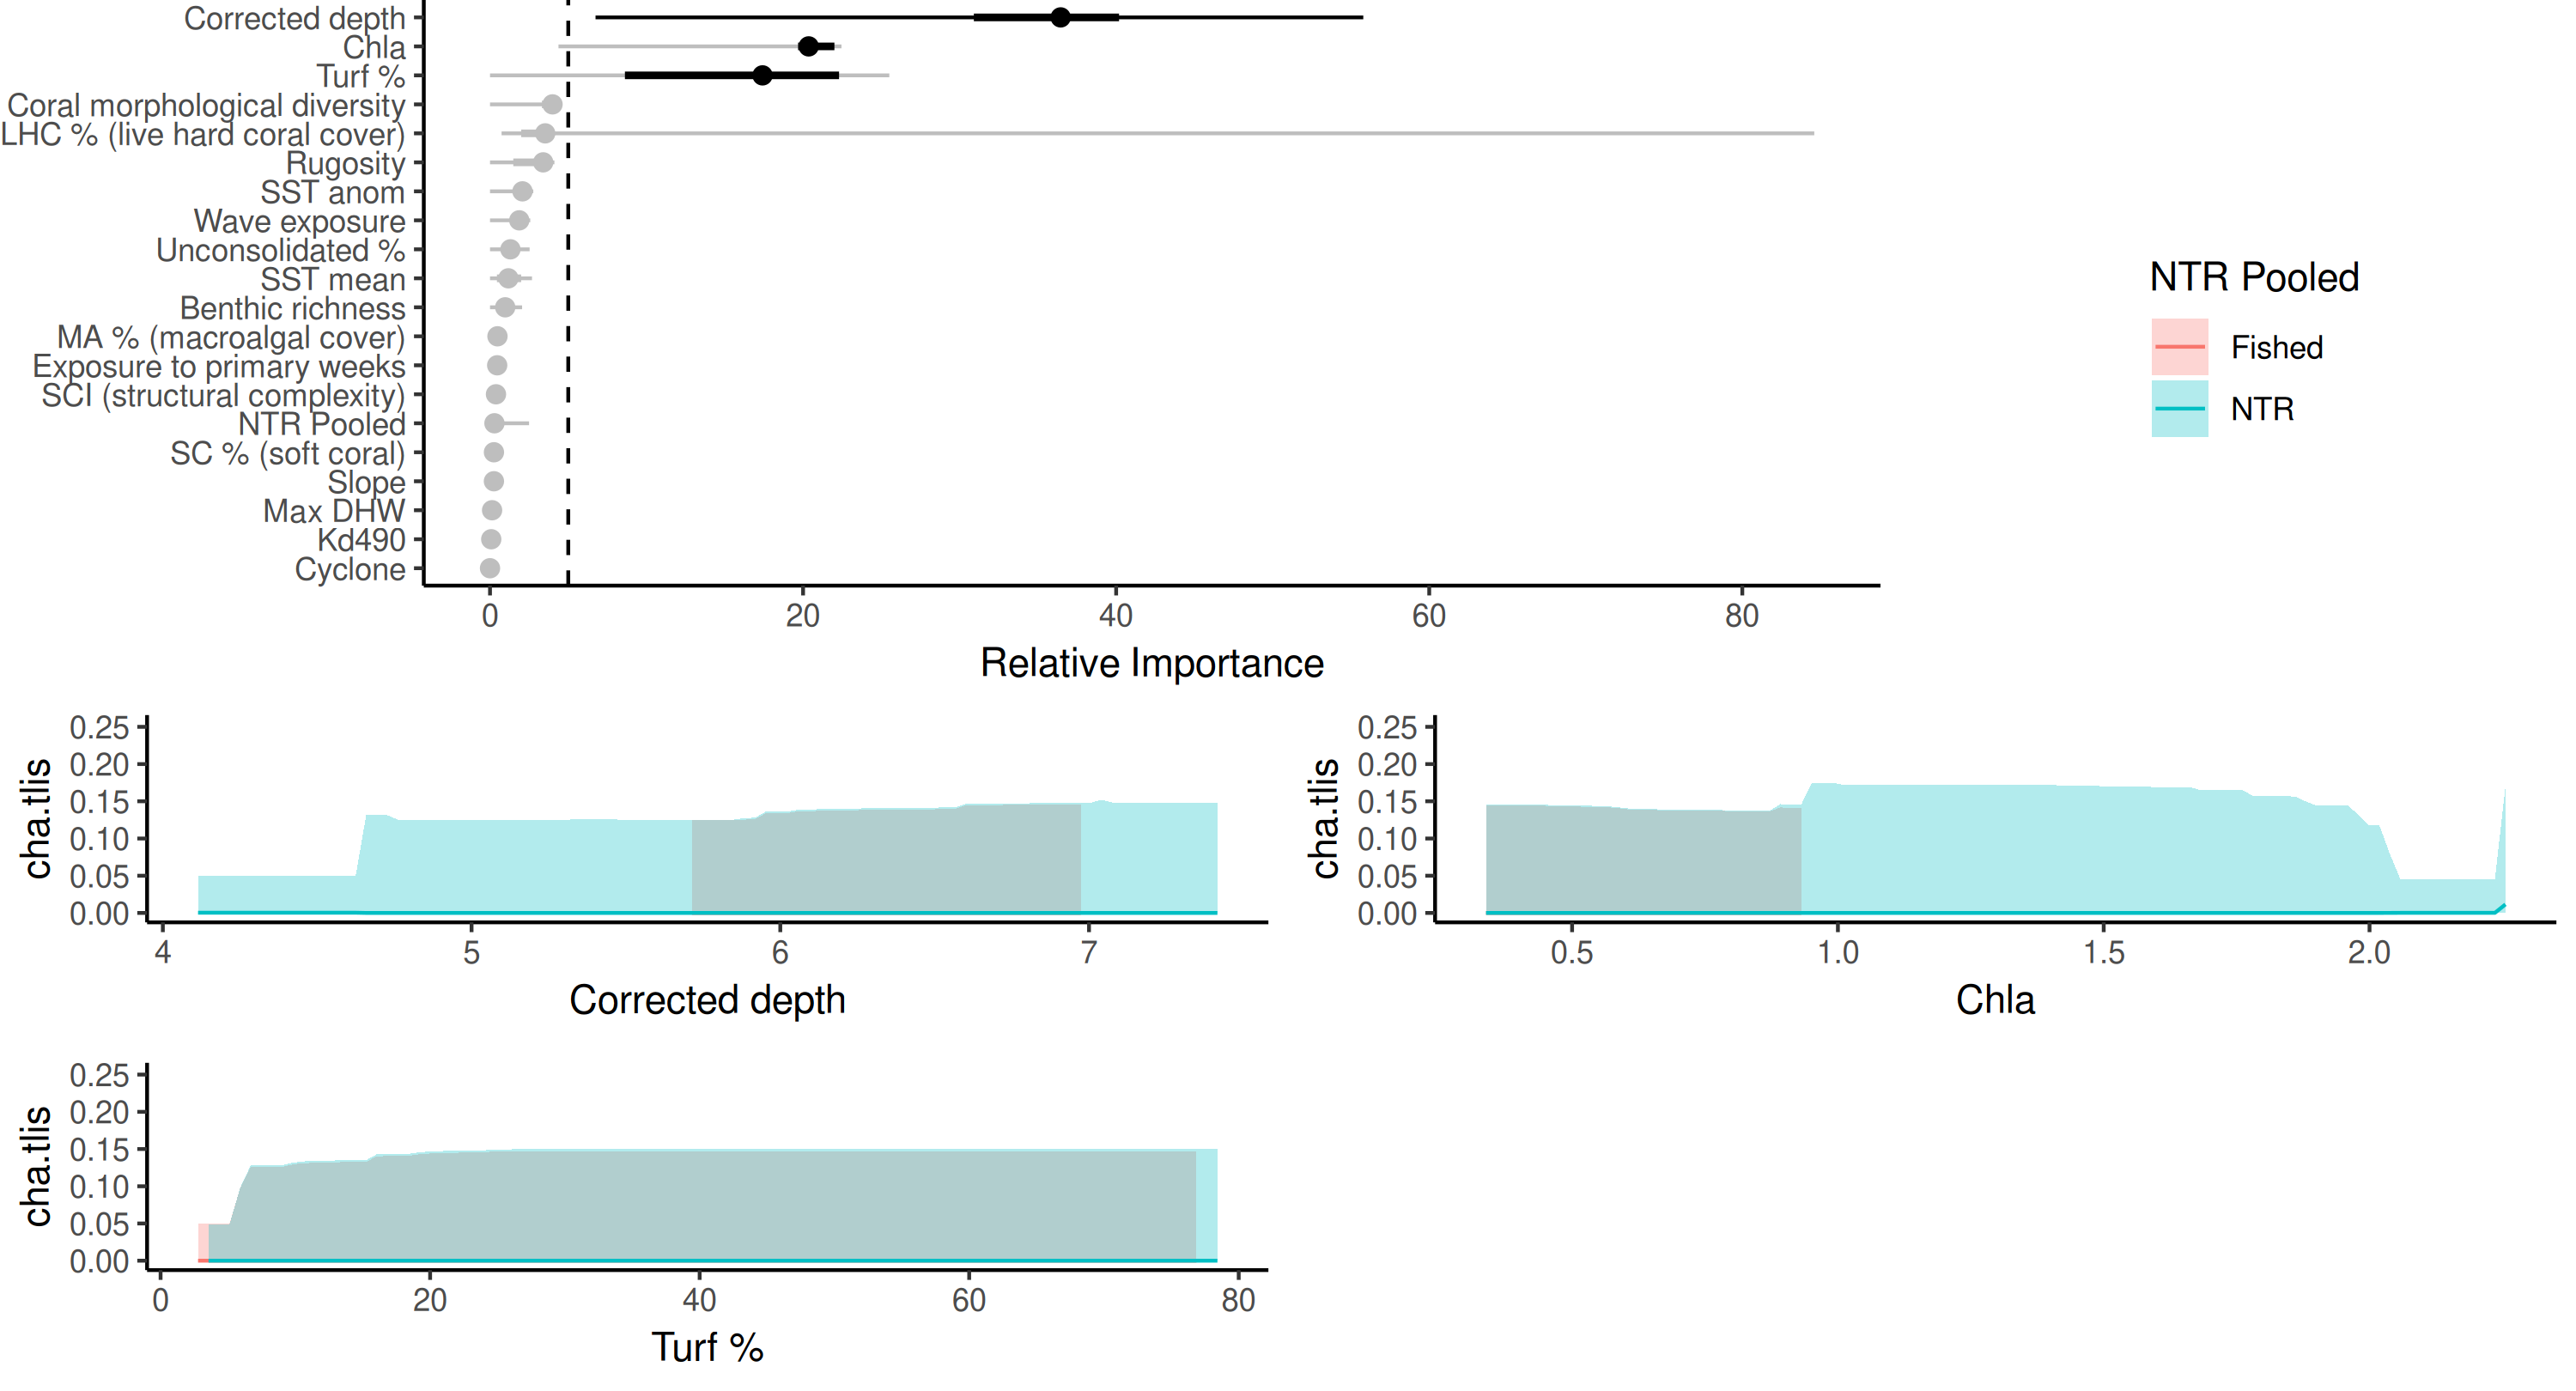 Corrected depth
Chla
Turf %
Coral morphological diversity
LHC % (live hard coral cover)
Rugosity
SST anom
Wave exposure
Unconsolidated %
SST mean
Benthic richness
MA % (macroalgal cover)
Exposure to primary weeks
SCI (structural complexity)
NTR Pooled
SC % (soft coral)
Slope
Max DHW
Kd490
Cyclone
0 20 40 60 80
Relative Importance
NTR Pooled
Fished
NTR
cha.tlis
0.25
0.20
0.15
0.10
0.05
0.00
4 5 6 7
Corrected depth
cha.tlis
0.25
0.20
0.15
0.10
0.05
0.00
0.5 1.0 1.5 2.0
Chla
cha.tlis
0.25
0.20
0.15
0.10
0.05
0.00
0 20 40 60 80
Turf %